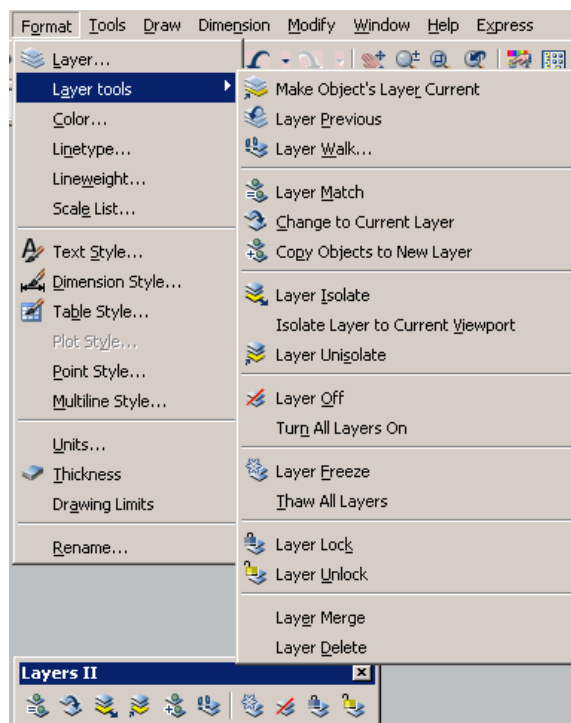 Format Tools Draw Dimension Modify Window Help Express
Layer...
Layer tools
Color...
Linetype...
Lineweight...
Scale List...
Text Style...
Dimension Style...
Table Style...
Plot Style...
Point Style...
Multiline Style...
Units...
Thickness
Drawing Limits
Rename...
Make Object's Layer Current
Layer Previous
Layer Walk...
Layer Match
Change to Current Layer
Copy Objects to New Layer
Layer Isolate
Isolate Layer to Current Viewport
Layer Unisolate
Layer Off
Turn All Layers On
Layer Freeze
Thaw All Layers
Layer Lock
Layer Unlock
Layer Merge
Layer Delete
Layers II